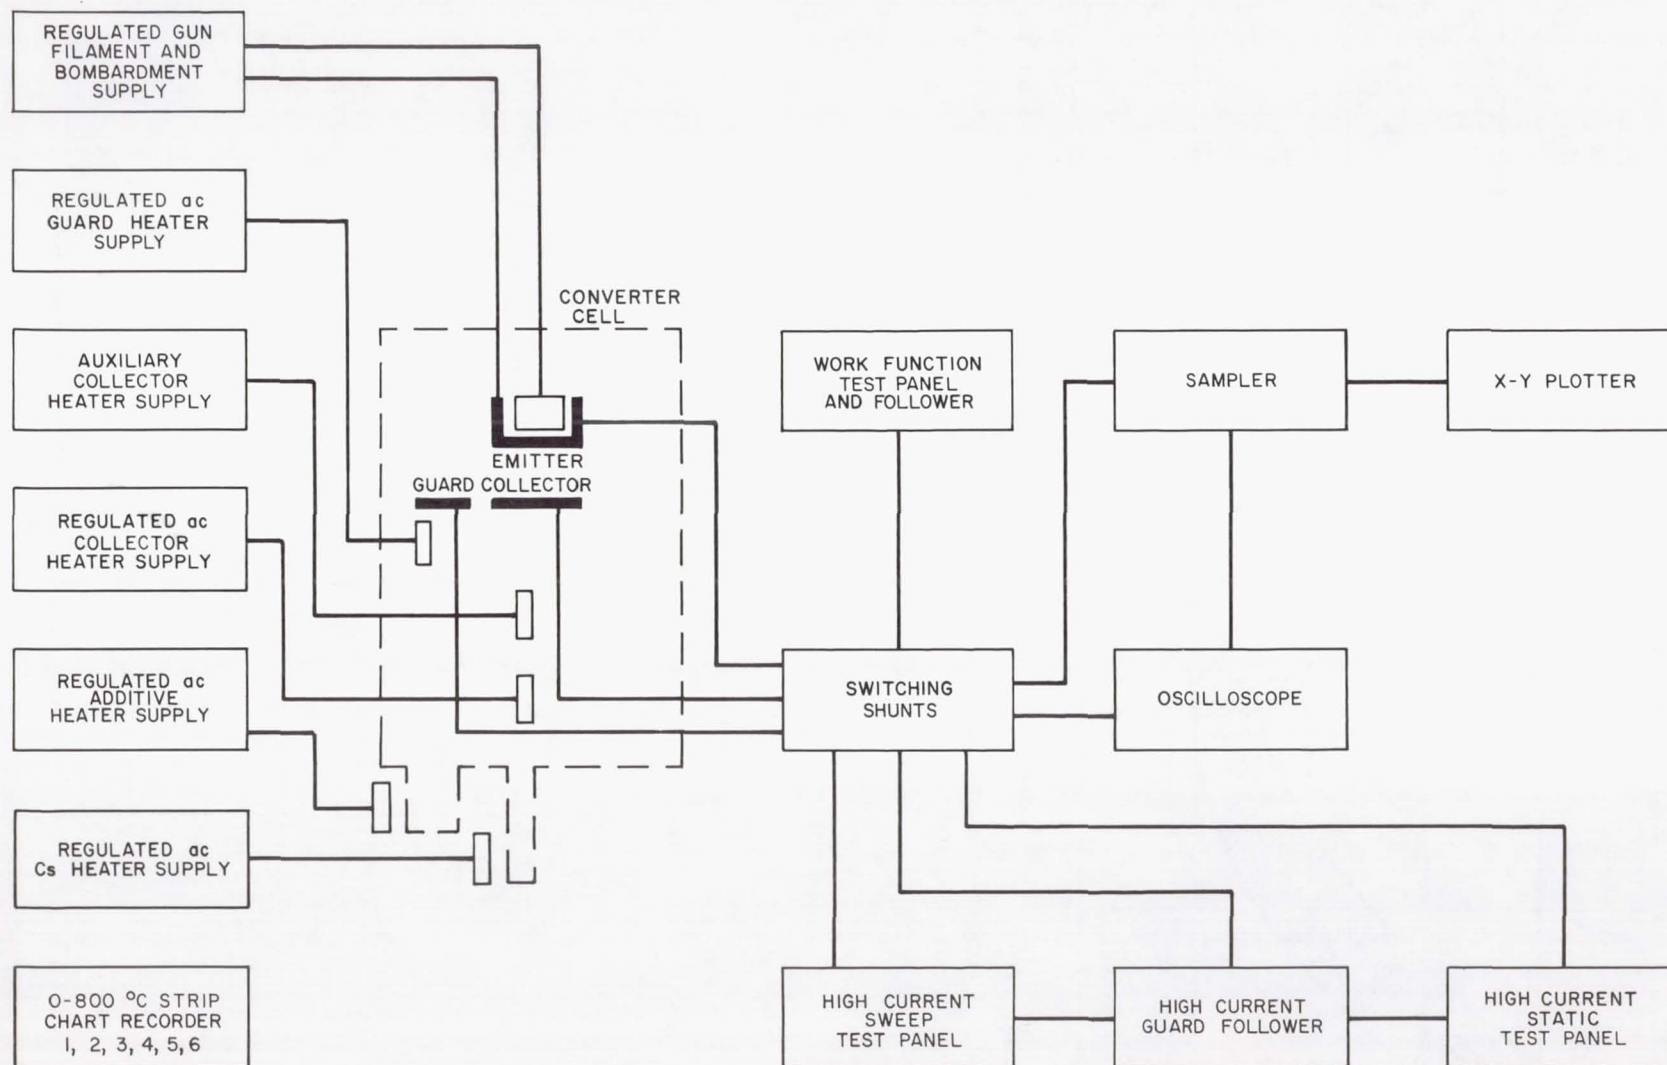 REGULATED GUN
FILAMENT AND
BOMBARDMENT
SUPPLY
REGULATED ac
GUARD HEATER
SUPPLY
CONVERTER
CELL
AUXILIARY
COLLECTOR
HEATER SUPPLY
WORK FUNCTION
TEST PANEL
AND FOLLOWER
SAMPLER
X-Y PLOTTER
EMITTER
GUARD COLLECTOR
REGULATED ac
COLLECTOR
HEATER SUPPLY
REGULATED ac
ADDITIVE
HEATER SUPPLY
SWITCHING
SHUNTS
OSCILLOSCOPE
REGULATED ac
Cs HEATER SUPPLY
0-800 °C STRIP
CHART RECORDER
1, 2, 3, 4, 5, 6
HIGH CURRENT
SWEEP
TEST PANEL
HIGH CURRENT
GUARD FOLLOWER
HIGH CURRENT
STATIC
TEST PANEL